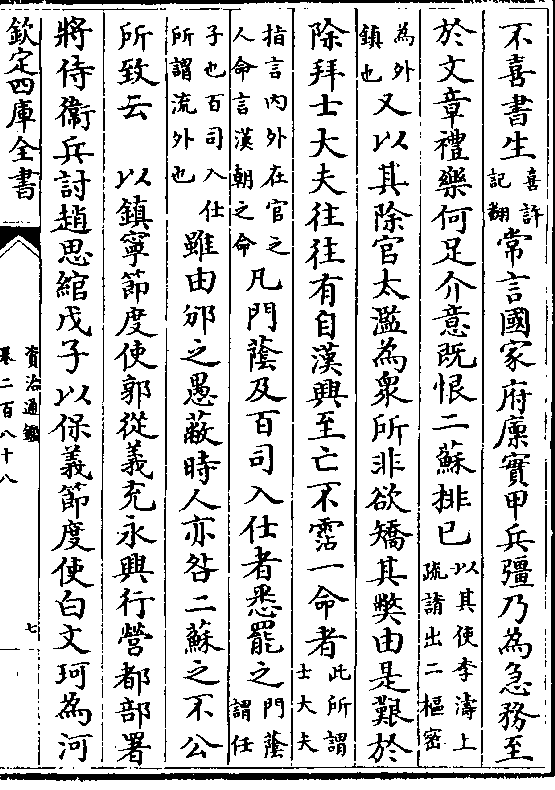 不喜書生喜許記翻常言國家府廩實甲兵彊乃為急務至
於文章禮樂何足介意既恨二蘇排已以其使李濤上疏請出二樞密
為外鎮也又以其除官太濫為衆所非欲矯其弊由是艱於
除拜士大夫往往有自漢興至亡不霑一命者此所謂士大夫
指言内外在官之人命言漢朝之命凡門蔭及百司入仕者悉罷之門蔭謂任
子也百司入仕所謂流外也雖由邠之愚蔽時人亦咎二蘇之不公
所致云　以鎮寧節度使郭從義充永興行營都部署
將侍衞兵討趙思綰戊子以保義節度使白文珂為河
欽定四庫全書
資治通鑑
卷二百八十八
七